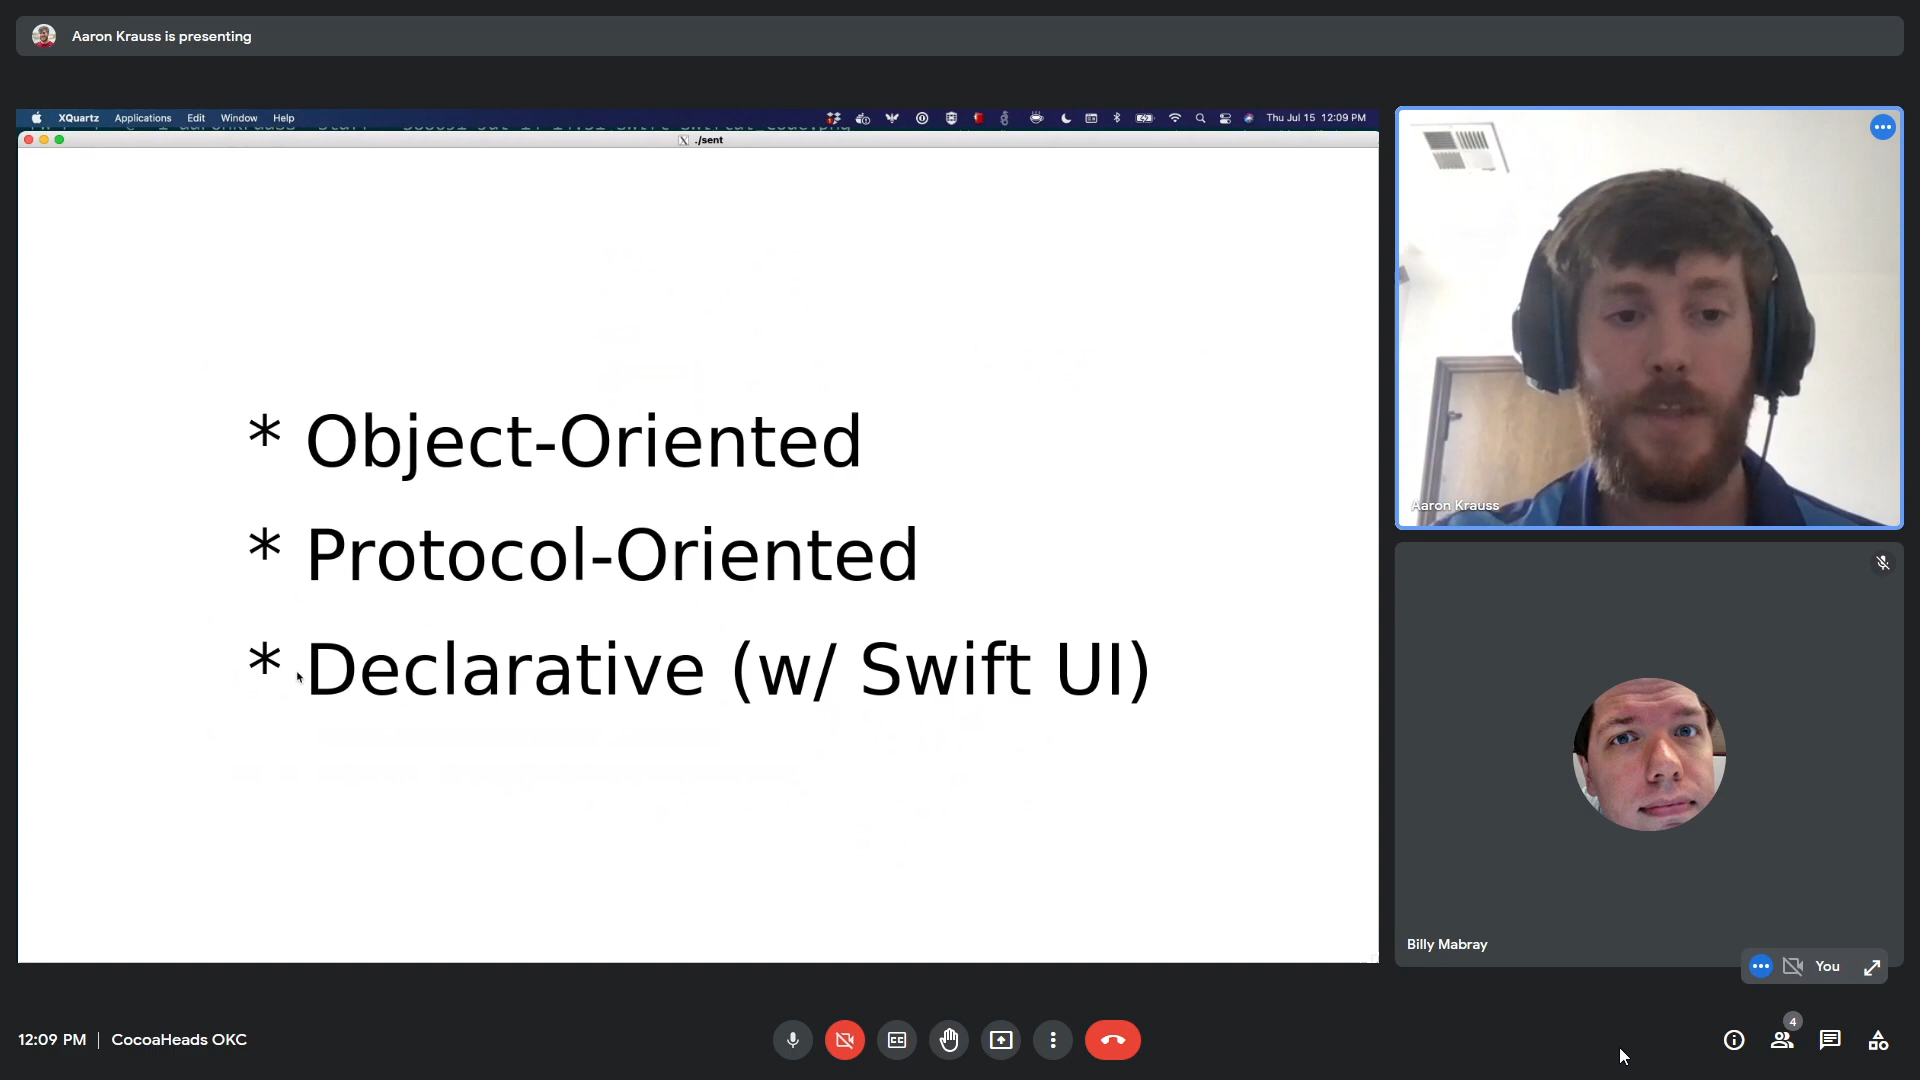 Aaron Krauss is presenting
XQuartz Applications Edit Window Help
Thu Jul 15 12:09 PM
./sent
* Object-Oriented
* Protocol-Oriented
* Declarative (w/ Swift UI)
Aaron Krauss
Billy Mabray
You
12:09 PM | CocoaHeads OKC
4